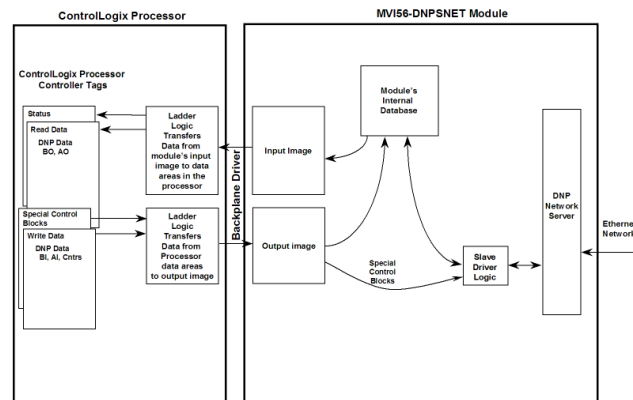 ControlLogix Processor
MVI56-DNPSNET Module
ControlLogix Processor
Controller Tags
Status
Read Data
DNP Data
BO, AO
Special Control
Blocks
Write Data
DNP Data
BI, AI, Cntrs
Ladder
Logic
Transfers
Data from
module's input
image to data
areas in the
processor
Ladder
Logic
Transfers
Data from
Processor
data areas
to output image
Backplane Driver
Input Image
Output image
Module's
Internal
Database
Special
Control
Blocks
Slave
Driver
Logic
DNP
Network
Server
Ethernet
Network